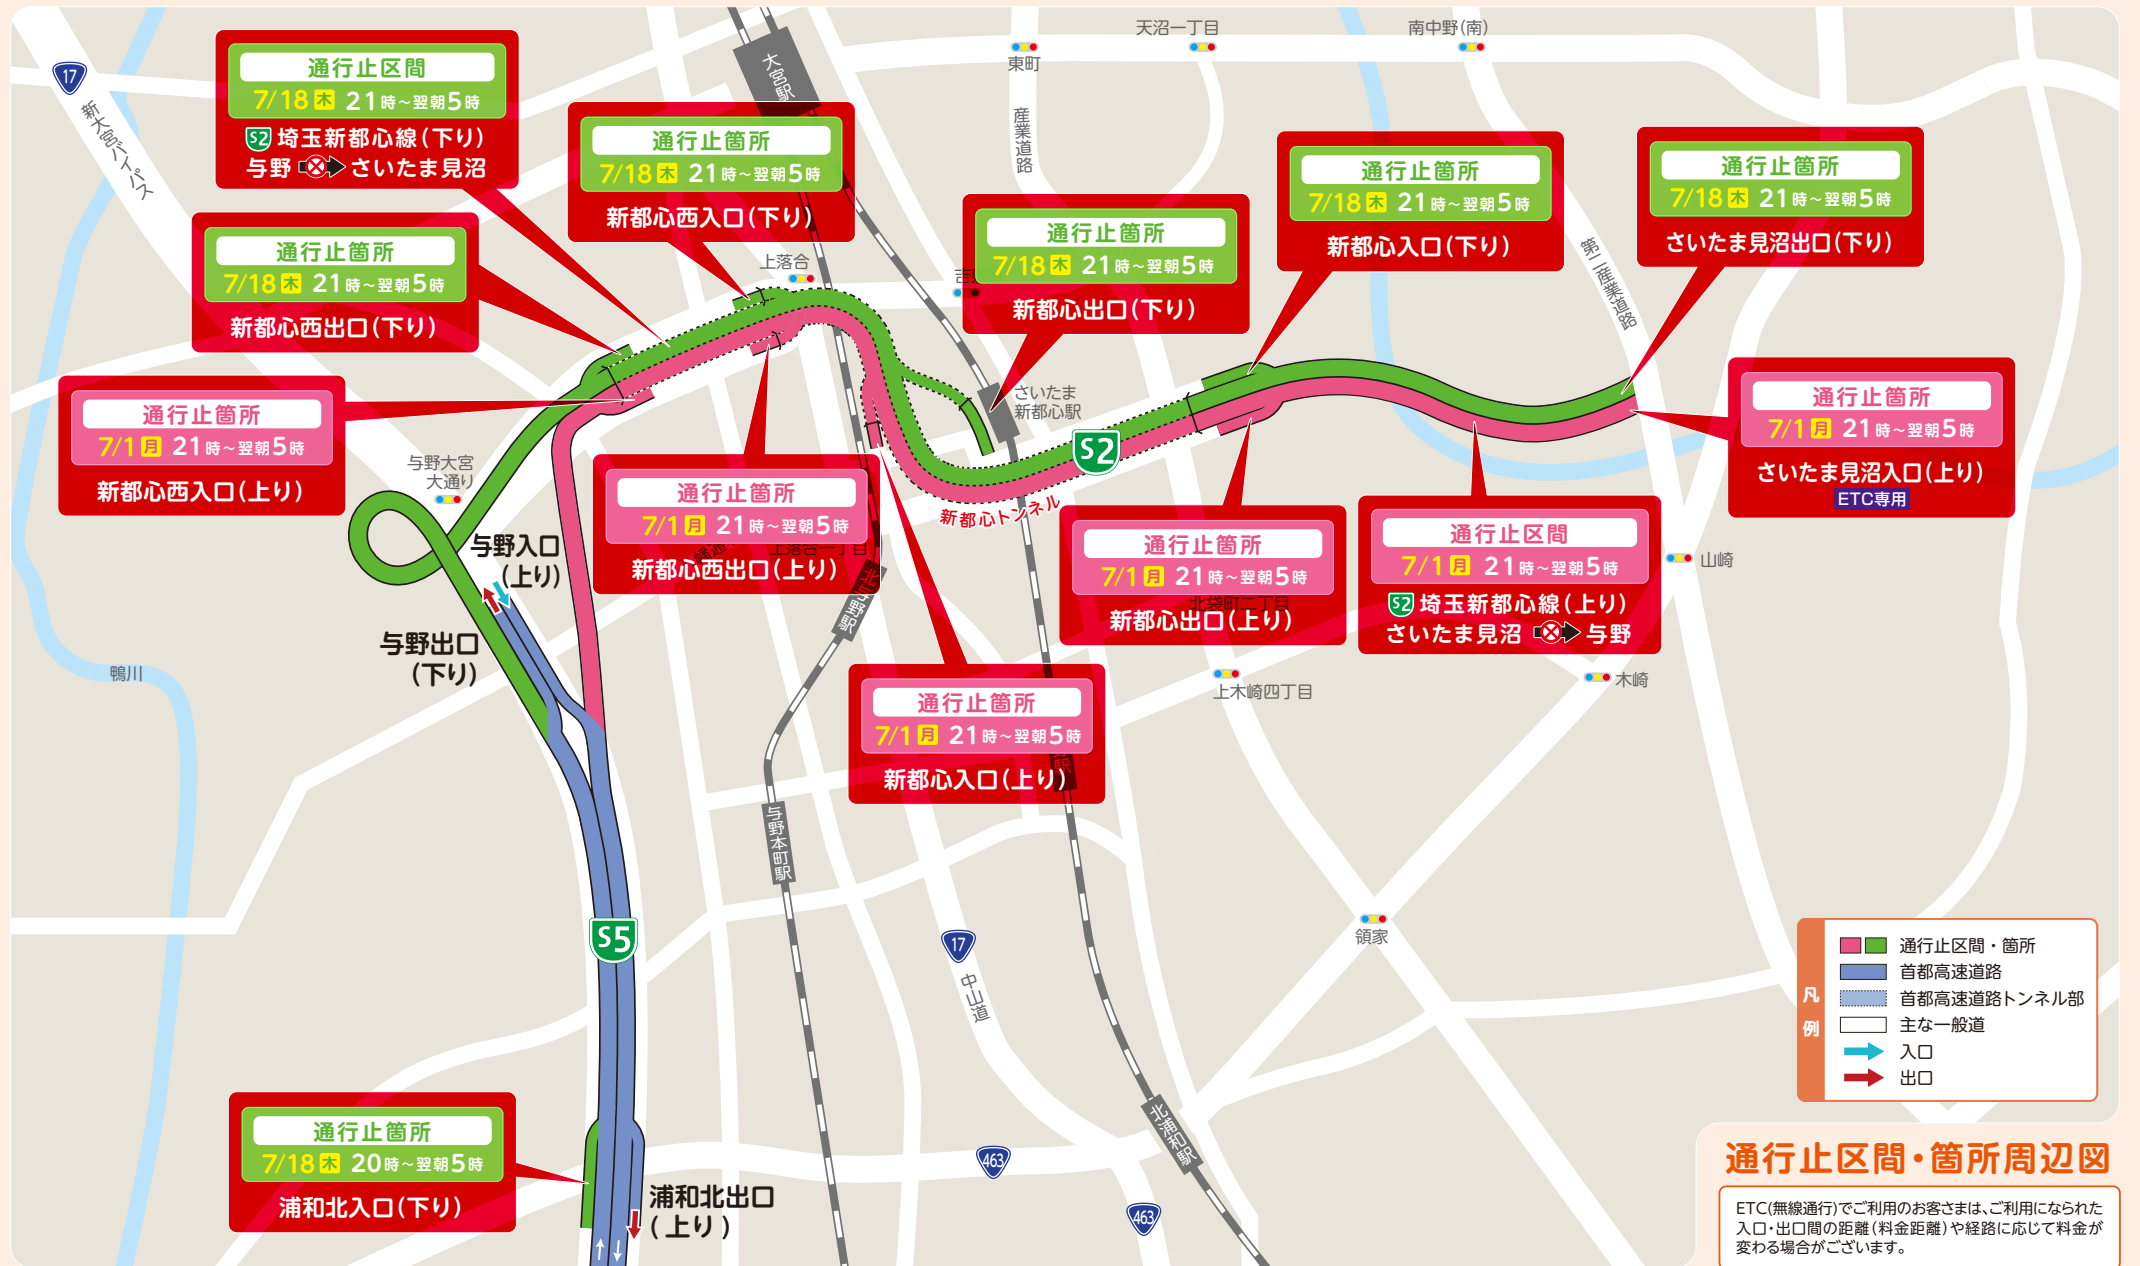 17
新大宮バイパス
通行止区間
7/18 木 21時～翌朝5時
S2 埼玉新都心線(下り)
与野 さいたま見沼
大宮駅
天沼一丁目
南中野(南)
東町
産業道路
通行止箇所
7/18 木 21時～翌朝5時
新都心西入口(下り)
通行止箇所
7/18 木 21時～翌朝5時
新都心入口(下り)
通行止箇所
7/18 木 21時～翌朝5時
さいたま見沼出口(下り)
通行止箇所
7/18 木 21時～翌朝5時
新都心西出口(下り)
上落合
通行止箇所
7/18 木 21時～翌朝5時
新都心出口(下り)
第二産業道路
通行止箇所
7/1 月 21時～翌朝5時
新都心西入口(上り)
さいたま
新都心駅
通行止箇所
7/1 月 21時～翌朝5時
さいたま見沼入口(上り)
ETC専用
与野大宮
大通り
S2
新都心トンネル
通行止箇所
7/1 月 21時～翌朝5時
上落合一丁目
新都心西出口(上り)
与野入口
(上り)
北与野駅
通行止箇所
7/1 月 21時～翌朝5時
北袋町二丁目
新都心出口(上り)
通行止区間
7/1 月 21時～翌朝5時
S2 埼玉新都心線(上り)
さいたま見沼 与野
山崎
与野出口
(下り)
鴨川
上木崎四丁目
木崎
通行止箇所
7/1 月 21時～翌朝5時
新都心入口(上り)
駅
与野本町駅
S5
17
中山道
領家
凡例
通行止区間・箇所
首都高速道路
首都高速道路トンネル部
主な一般道
入口
出口
通行止箇所
7/18 木 20時～翌朝5時
浦和北入口(下り)
浦和北出口
(上り)
463
北浦和駅
463
通行止区間・箇所周辺図
ETC(無線通行)でご利用のお客さまは、ご利用になられた
入口・出口間の距離(料金距離)や経路に応じて料金が
変わる場合がございます。